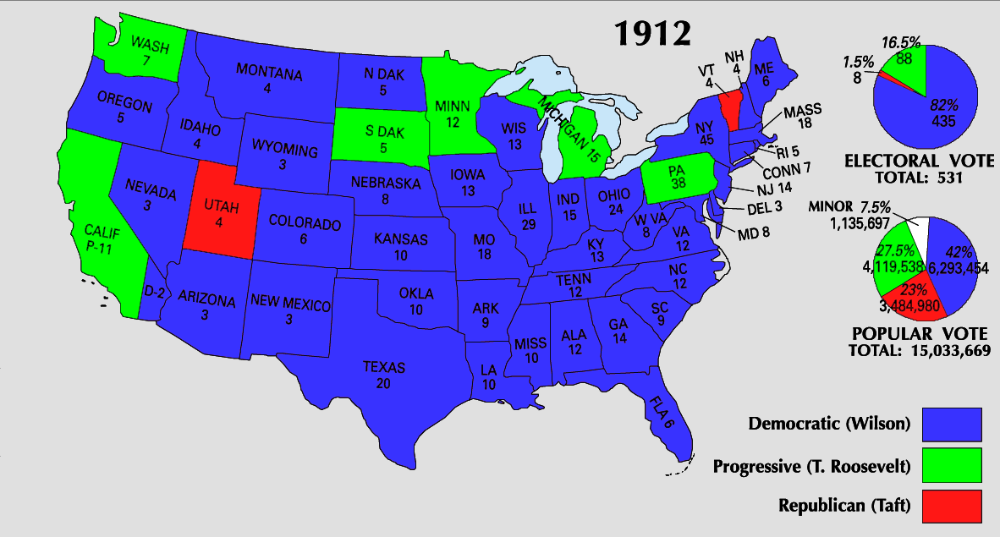 1912
WASH
7
OREGON
5
CALIF
P-11
D-2
NEVADA
3
IDAHO
4
MONTANA
4
WYOMING
3
UTAH
4
COLORADO
6
ARIZONA
3
NEW MEXICO
3
N DAK
5
S DAK
5
NEBRASKA
8
KANSAS
10
OKLA
10
TEXAS
20
MINN
12
IOWA
13
MO
18
ARK
9
LA
10
WIS
13
ILL
29
MICHIGAN 15
IND
15
OHIO
24
KY
13
TENN
12
MISS
10
ALA
12
GA
14
FLA 6
SC
9
NC
12
VA
12
W VA
8
PA
38
NY
45
VT
4
NH
4
ME
6
MASS
18
RI 5
CONN 7
NJ 14
DEL 3
MD 8
16.5%
88
1.5%
8
82%
435
ELECTORAL VOTE
TOTAL: 531
MINOR 7.5%
1,135,697
27.5%
4,119,538
42%
6,293,454
23%
3,484,980
POPULAR VOTE
TOTAL: 15,033,669
Democratic (Wilson)
Progressive (T. Roosevelt)
Republican (Taft)